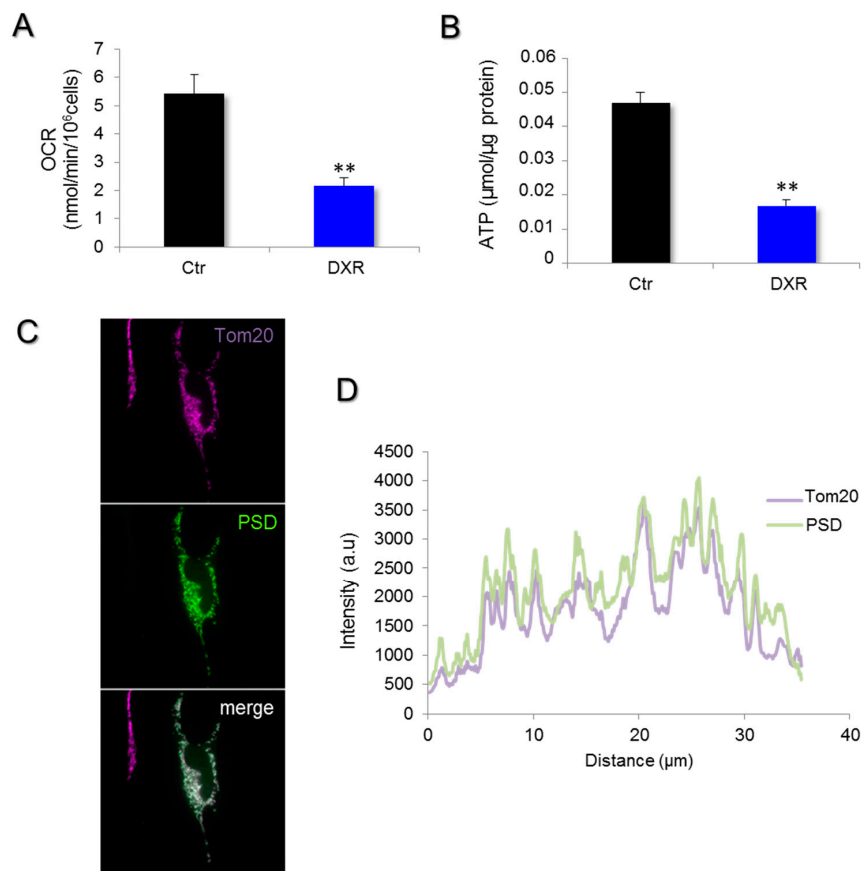 A
OCR
(nmol/min/10⁶cells)
7
6
5
4
3
2
1
0
**
Ctr
DXR
B
ATP (µmol/µg protein)
0.06
0.05
0.04
0.03
0.02
0.01
0
**
Ctr
DXR
C
Tom20
PSD
merge
D
Intensity (a.u)
4500
4000
3500
3000
2500
2000
1500
1000
500
0
0
10
20
30
40
Distance (µm)
Tom20
PSD